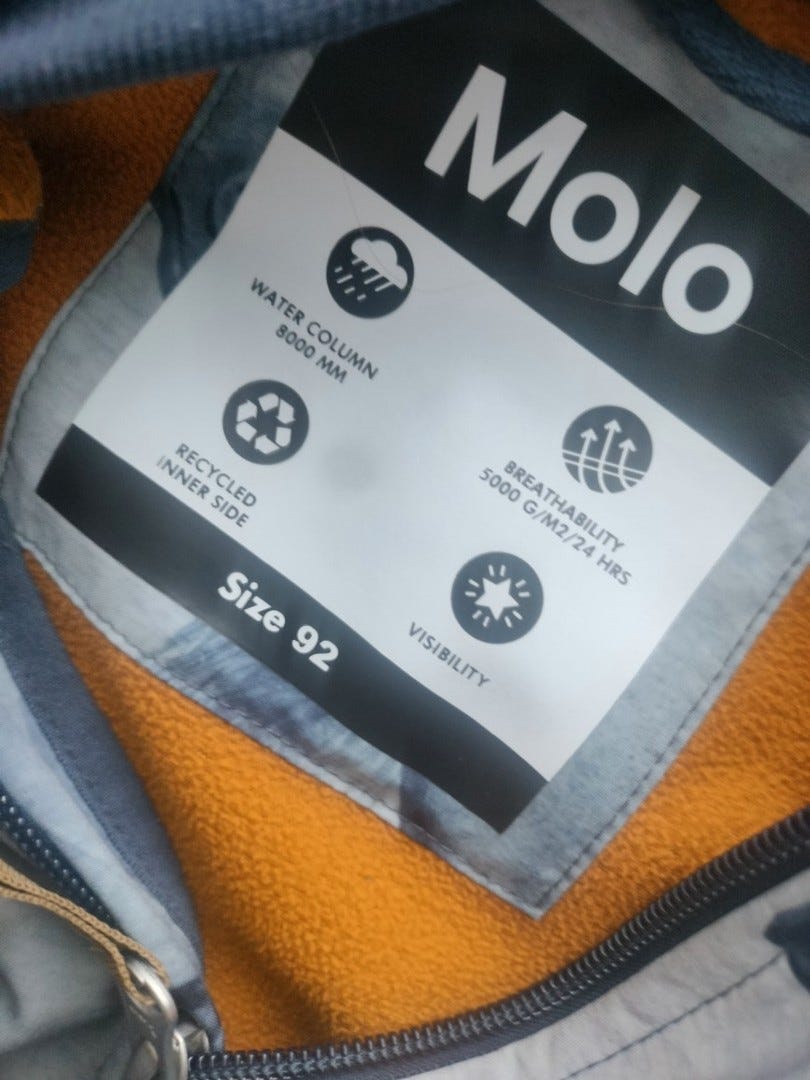 Molo
WATER COLUMN
8000 MM
BREATHABILITY
5000 G/M2/24 HRS
RECYCLED
INNER SIDE
VISIBILITY
Size 92